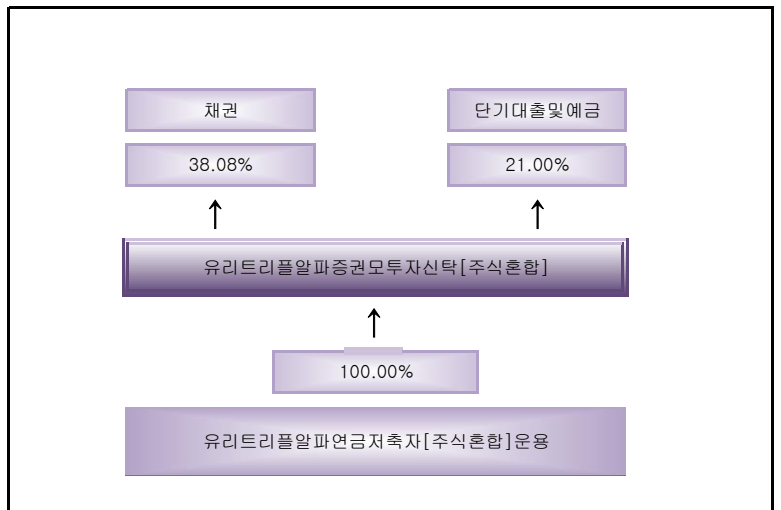 채권
단기대출및예금
38.08%
21.00%
↑
↑
유리트리플알파증권모투자신탁[주식혼합]
↑
100.00%
유리트리플알파연금저축자[주식혼합]운용